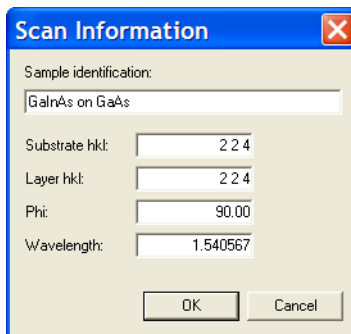 Scan Information
Sample identification:
GaInAs on GaAs
Substrate hkl: 2 2 4
Layer hkl: 2 2 4
Phi: 90.00
Wavelength: 1.540567
OK Cancel